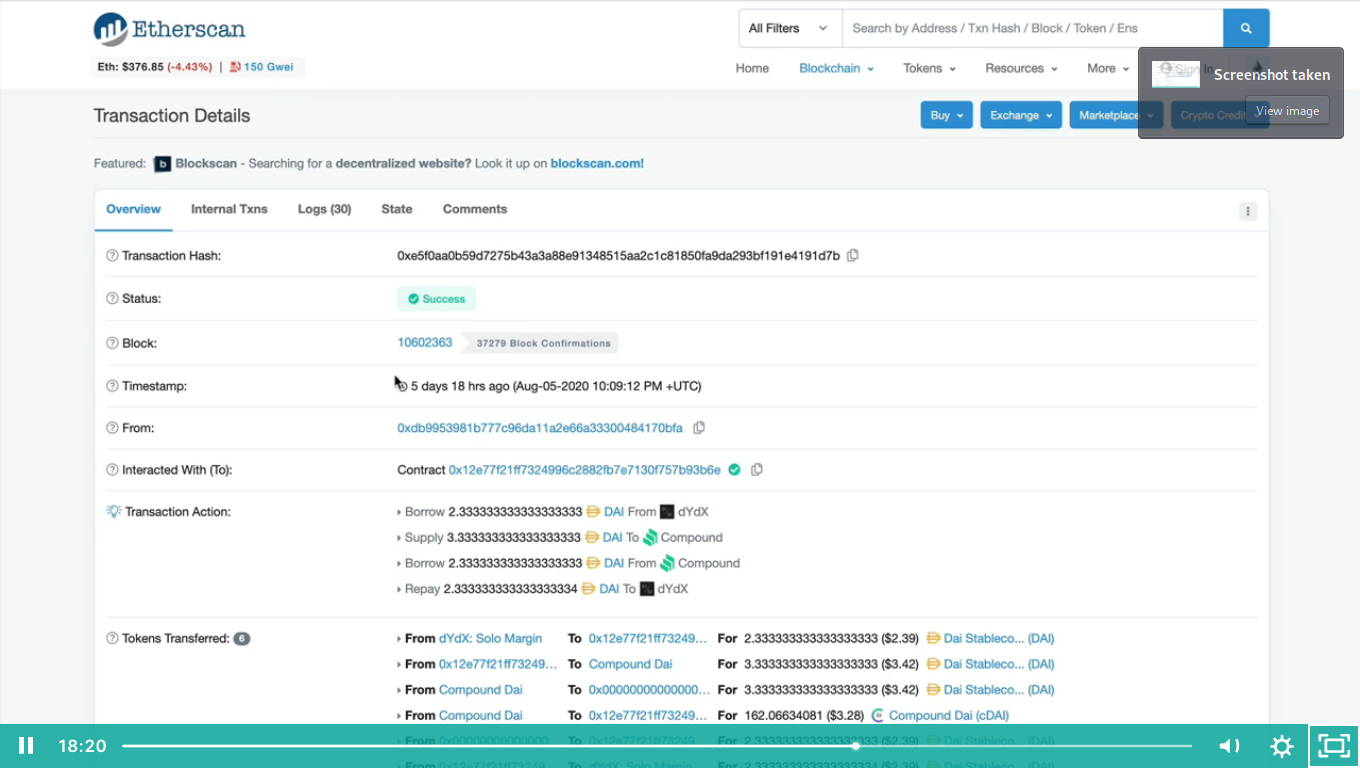 Etherscan
All Filters
Search by Address / Txn Hash / Block / Token / Ens
Eth: $376.85 (-4.43%) | 150 Gwei
Home Blockchain Tokens Resources More Sign In
Screenshot taken
View image
Transaction Details
Buy Exchange Marketplace Crypto Credit
Featured: Blockscan - Searching for a decentralized website? Look it up on blockscan.com!
Overview Internal Txns Logs (30) State Comments
Transaction Hash: 0xe5f0aa0b59d7275b43a3a88e91348515aa2c1c81850fa9da293bf191e4191d7b
Status: Success
Block: 10602363 37279 Block Confirmations
Timestamp: 5 days 18 hrs ago (Aug-05-2020 10:09:12 PM +UTC)
From: 0xdb9953981b777c96da11a2e66a33300484170bfa
Interacted With (To): Contract 0x12e77f21ff7324996c2882fb7e7130f757b93b6e
Transaction Action: Borrow 2.333333333333333333 DAI From dYdX
Supply 3.333333333333333333 DAI To Compound
Borrow 2.333333333333333333 DAI From Compound
Repay 2.333333333333333334 DAI To dYdX
Tokens Transferred: 6 From dYdX: Solo Margin To 0x12e77f21ff73249... For 2.333333333333333333 ($2.39) Dai Stableco... (DAI)
From 0x12e77f21ff73249... To Compound Dai For 3.333333333333333333 ($3.42) Dai Stableco... (DAI)
From Compound Dai To 0x00000000000000... For 3.333333333333333333 ($3.42) Dai Stableco... (DAI)
From Compound Dai To 0x12e77f21ff73249... For 162.06634081 ($3.28) Compound Dai (cDAI)
18:20